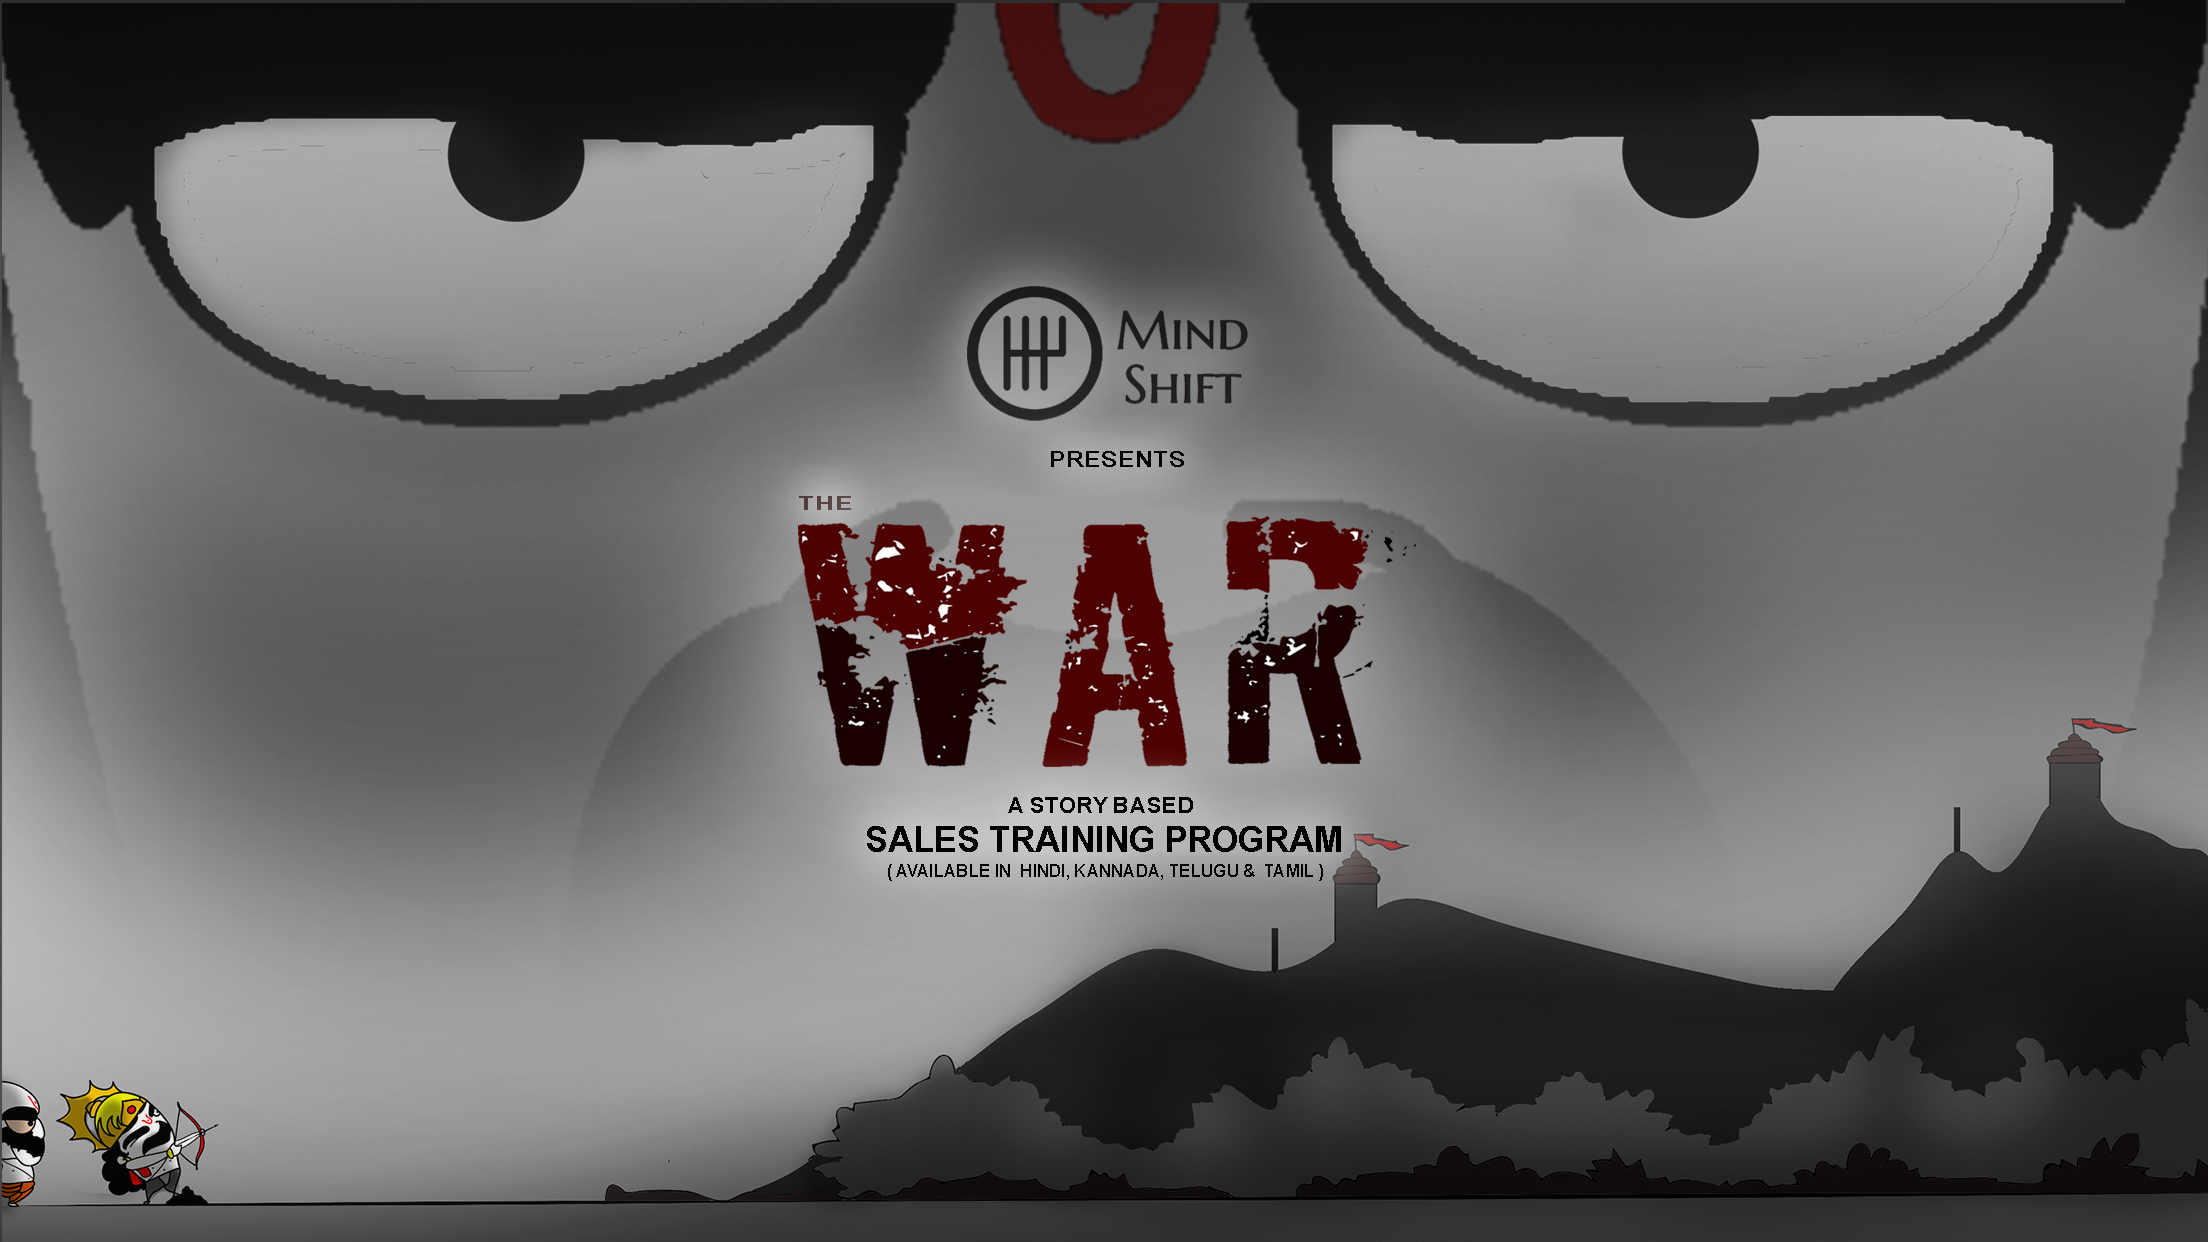 MIND
SHIFT
PRESENTS
THE
WAR
A STORY BASED
SALES TRAINING PROGRAM
( AVAILABLE IN HINDI, KANNADA, TELUGU & TAMIL )